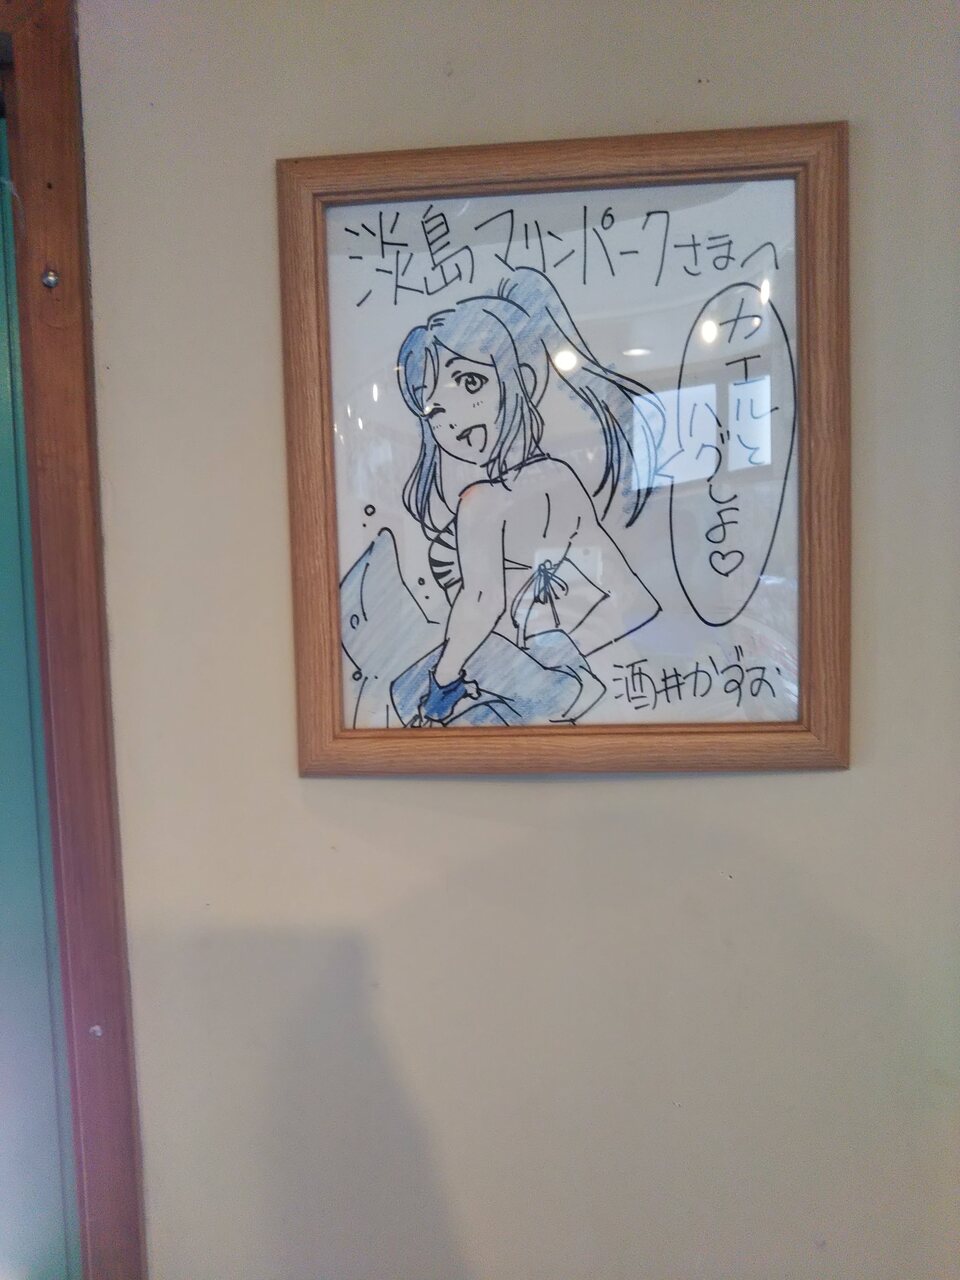 淡島マリンパークさまへ
カエルと
ハグしよ♡
酒井かずお